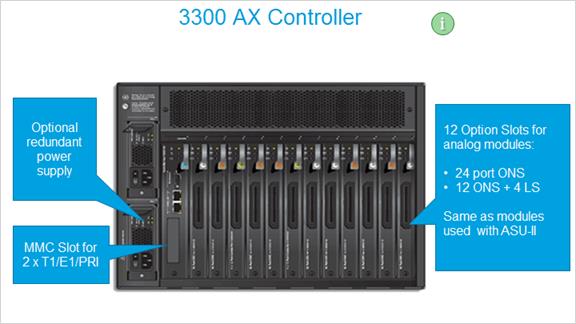 3300 AX Controller
i
Optional
redundant
power
supply
MMC Slot for
2 x T1/E1/PRI
12 Option Slots for
analog modules:
• 24 port ONS
• 12 ONS + 4 LS
Same as modules
used with ASU-II